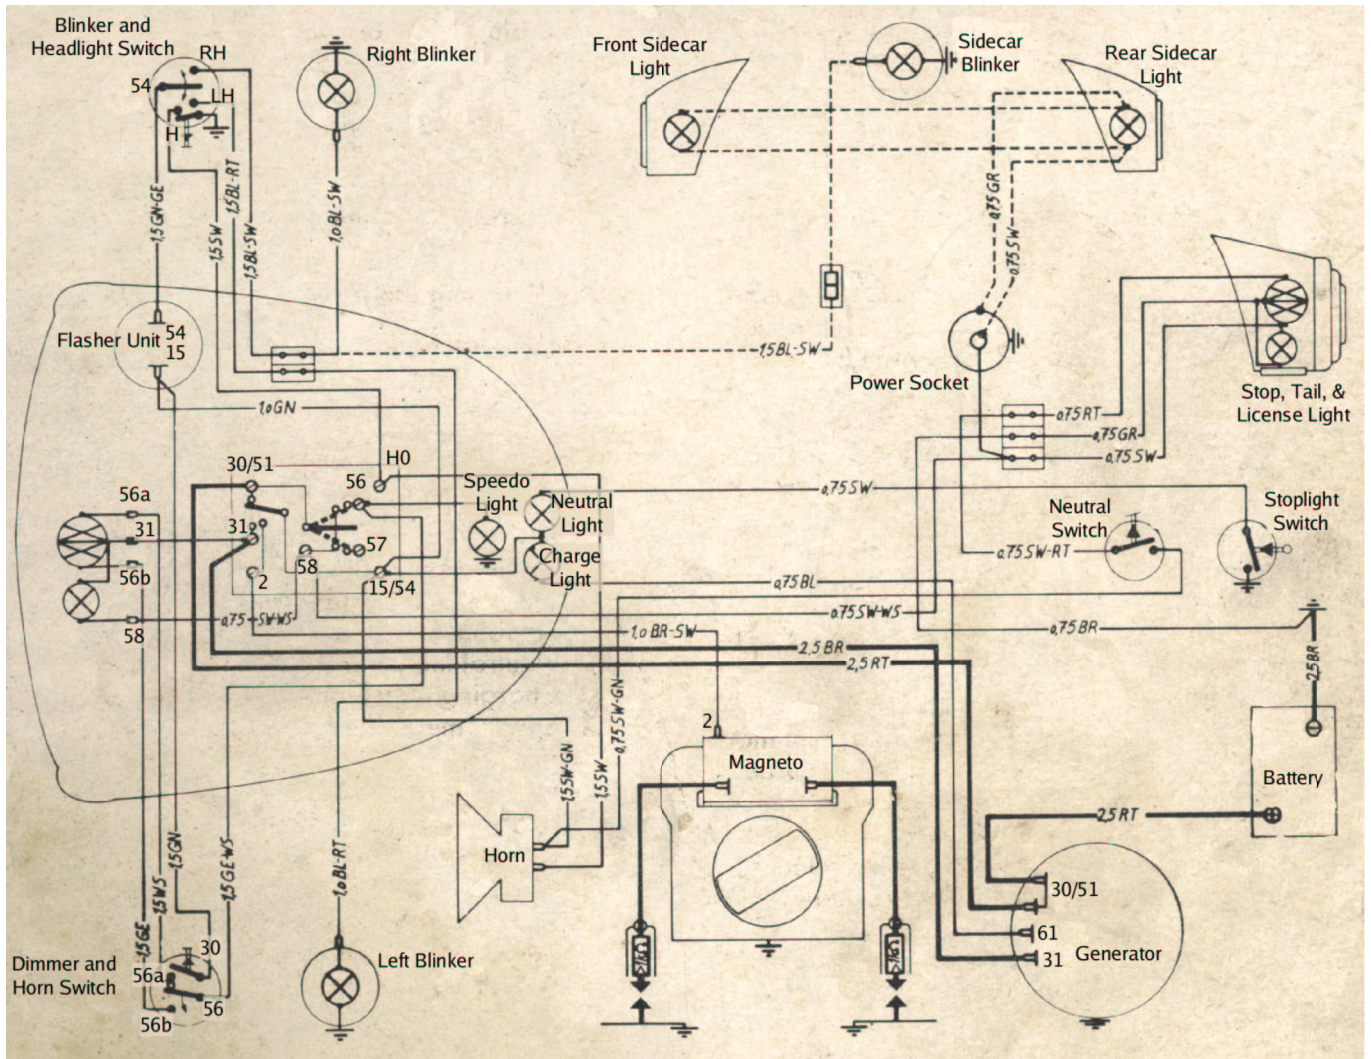 Blinker and
Headlight Switch
RH
54
LH
H
Right Blinker
Front Sidecar
Light
Sidecar
Blinker
Rear Sidecar
Light
1,5 GN-GE
1,5 SW
1,5 BL-RT
1,5 BL-SW
1,0 BL-SW
0,75 GR
0,75 SW
Flasher Unit
54
15
1,5 BL-SW
Power Socket
Stop, Tail, &
License Light
1,0 GN
0,75 RT
0,75 GR
0,75 SW
30/51
H0
56
56a
31
56b
58
31
2
58
57
15/54
Speedo
Light
Neutral
Light
Charge
Light
0,75 SW
Neutral
Switch
Stoplight
Switch
0,75 SW-RT
0,75 BL
0,75 SW-WS
0,75 SW-WS
1,0 BR-SW
0,75 BR
2,5 BR
2,5 RT
2,5 BR
2
Magneto
Battery
2,5 RT
0,75 SW-GN
1,5 SW-GN
1,5 SW
Horn
1,5 GE
1,5 WS
1,5 GN
1,5 GE-WS
1,0 BL-RT
30/51
61
31
Generator
Dimmer and
Horn Switch
30
56a
56
56b
Left Blinker
1kΩ
1kΩ